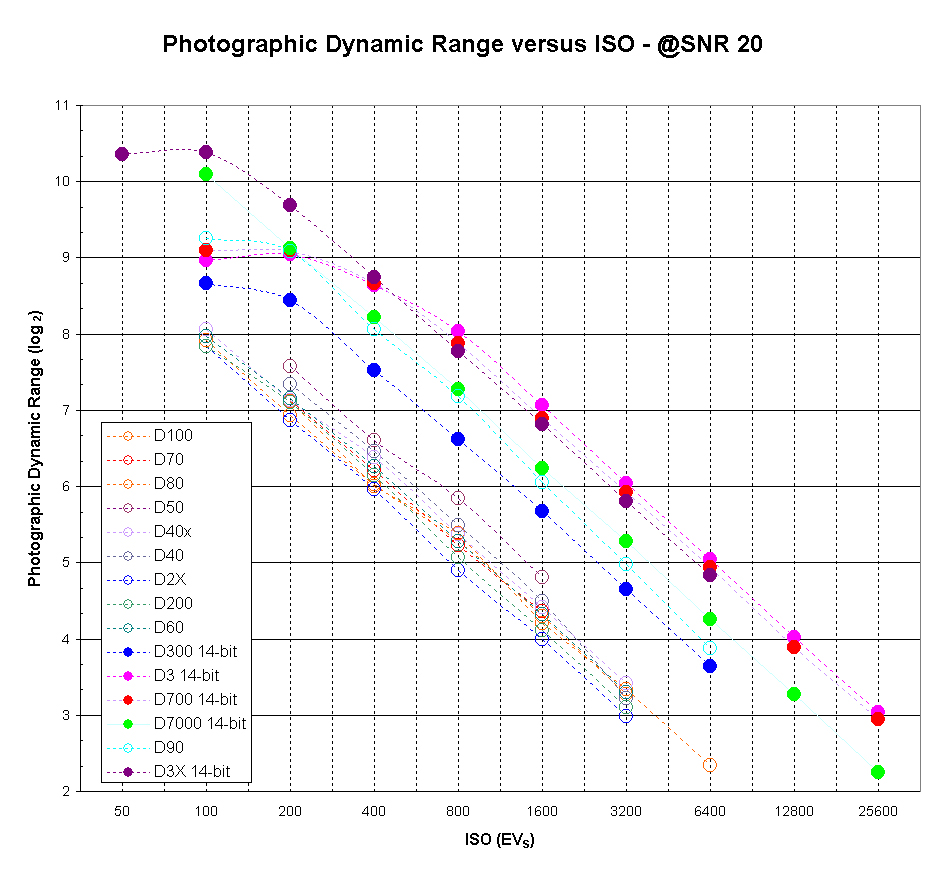 Photographic Dynamic Range versus ISO - @SNR 20
11
10
9
8
7
6
5
4
3
2
Photographic Dynamic Range (log 2)
D100
D70
D80
D50
D40x
D40
D2X
D200
D60
D300 14-bit
D3 14-bit
D700 14-bit
D7000 14-bit
D90
D3X 14-bit
50 100 200 400 800 1600 3200 6400 12800 25600
ISO (EVS)